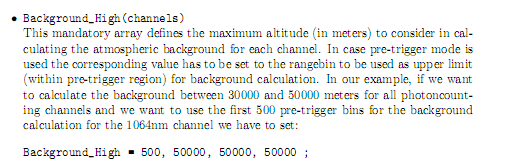 • Background_High(channels)
This mandatory array defines the maximum altitude (in meters) to consider in cal-
culating the atmospheric background for each channel. In case pre-trigger mode is
used the corresponding value has to be set to the rangebin to be used as upper limit
(within pre-trigger region) for background calculation. In our example, if we want
to calculate the background between 30000 and 50000 meters for all photoncount-
ing channels and we want to use the first 500 pre-trigger bins for the background
calculation for the 1064nm channel we have to set:
Background_High = 500, 50000, 50000, 50000 ;